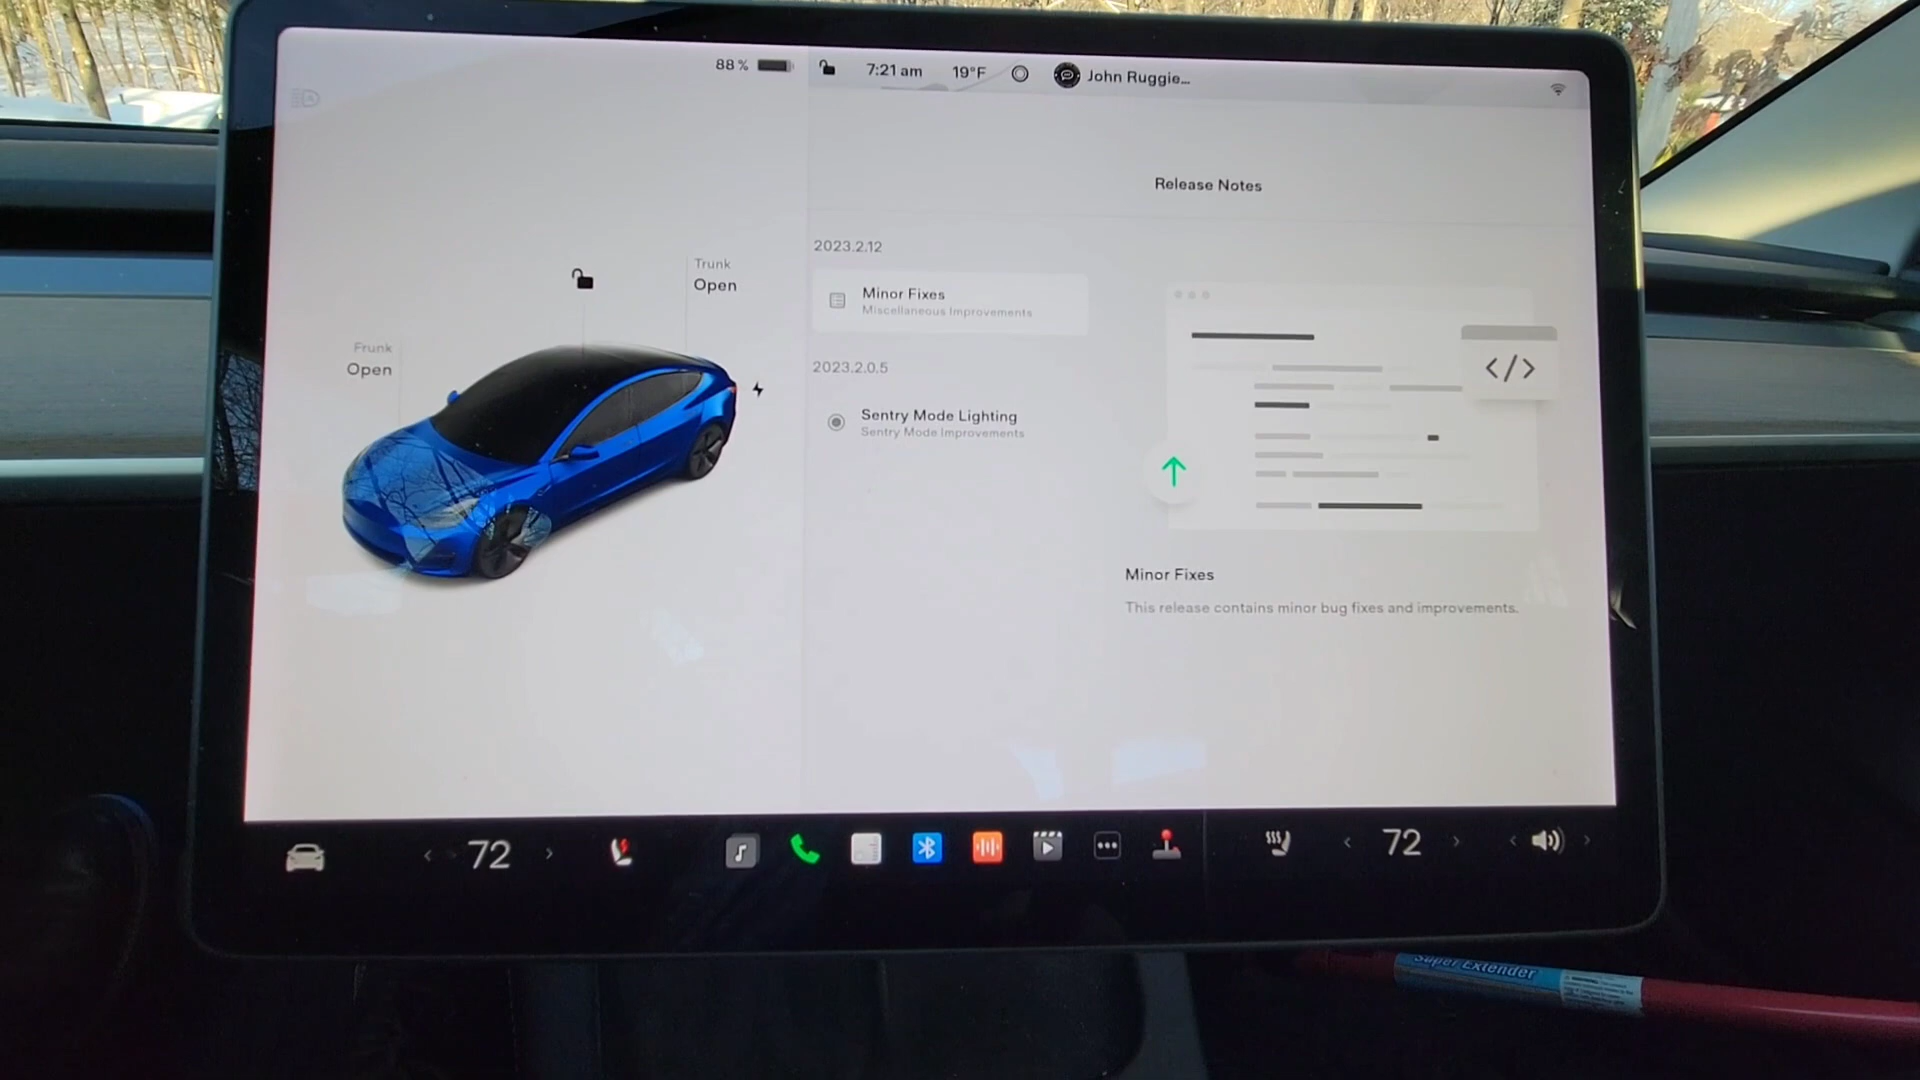 88 %
7:21 am
19°F
John Ruggie...
Release Notes
Trunk
Open
Frunk
Open
2023.2.12
Minor Fixes
Miscellaneous Improvements
2023.2.0.5
Sentry Mode Lighting
Sentry Mode Improvements
</>
Minor Fixes
This release contains minor bug fixes and improvements.
72
72
Super Extender